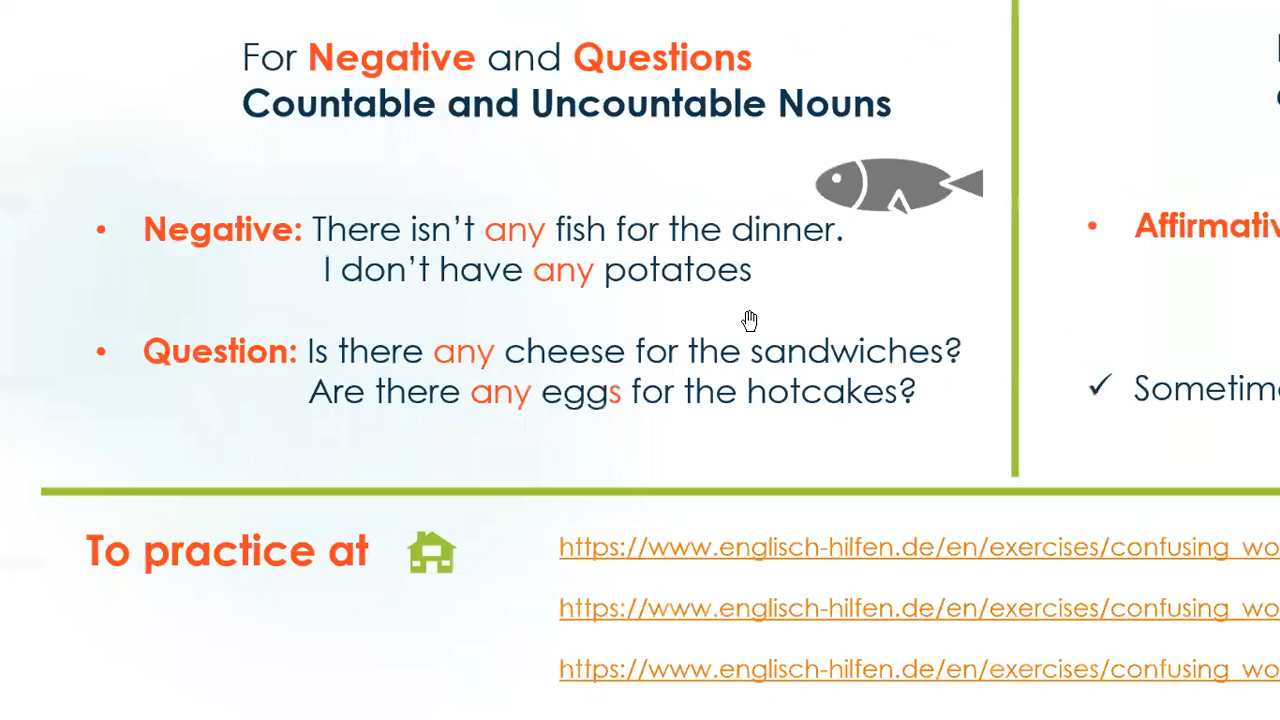 For Negative and Questions
Countable and Uncountable Nouns
• Negative: There isn’t any fish for the dinner.
I don’t have any potatoes
• Question: Is there any cheese for the sandwiches?
Are there any eggs for the hotcakes?
• Affirmativ
✓ Sometim
To practice at
https://www.englisch-hilfen.de/en/exercises/confusing_wo
https://www.englisch-hilfen.de/en/exercises/confusing_wo
https://www.englisch-hilfen.de/en/exercises/confusing_wo